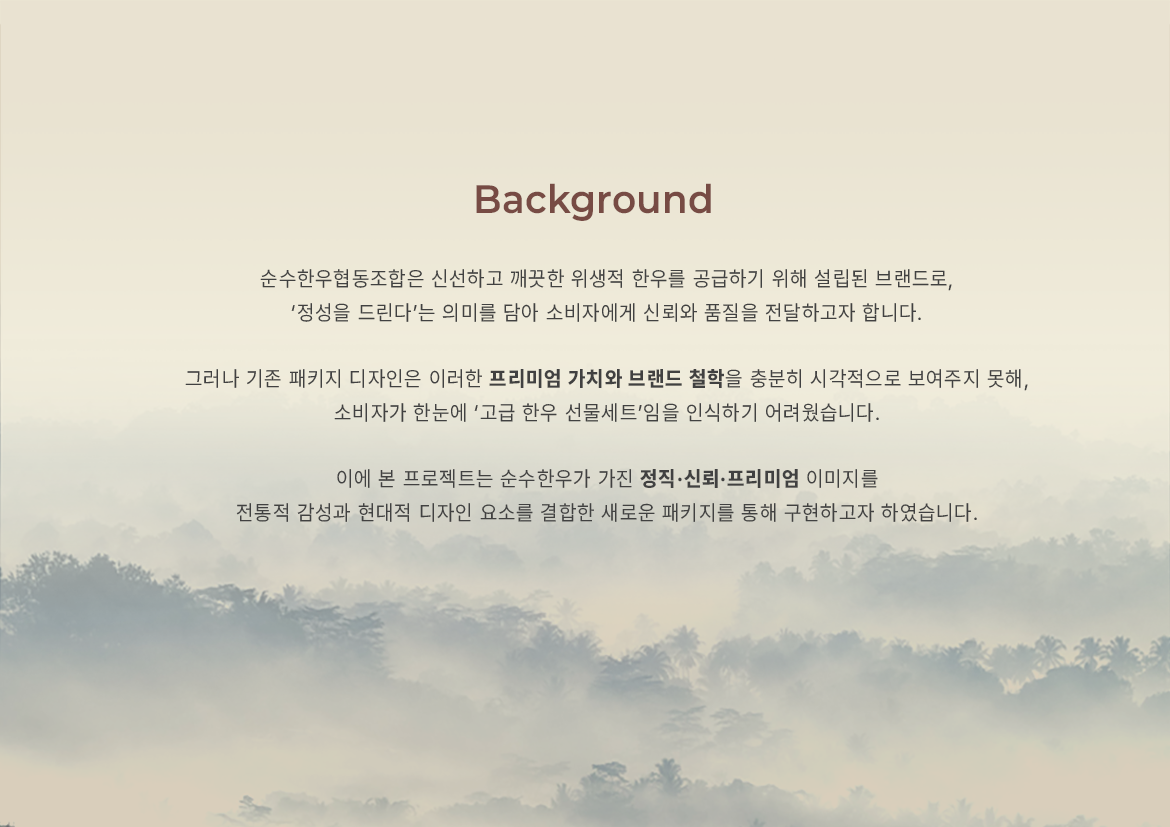 Background
순수한우협동조합은 신선하고 깨끗한 위생적 한우를 공급하기 위해 설립된 브랜드로,
'정성을 드린다'는 의미를 담아 소비자에게 신뢰와 품질을 전달하고자 합니다.
그러나 기존 패키지 디자인은 이러한 프리미엄 가치와 브랜드 철학을 충분히 시각적으로 보여주지 못해,
소비자가 한눈에 '고급 한우 선물세트'임을 인식하기 어려웠습니다.
이에 본 프로젝트는 순수한우가 가진 정직·신뢰·프리미엄 이미지를
전통적 감성과 현대적 디자인 요소를 결합한 새로운 패키지를 통해 구현하고자 하였습니다.